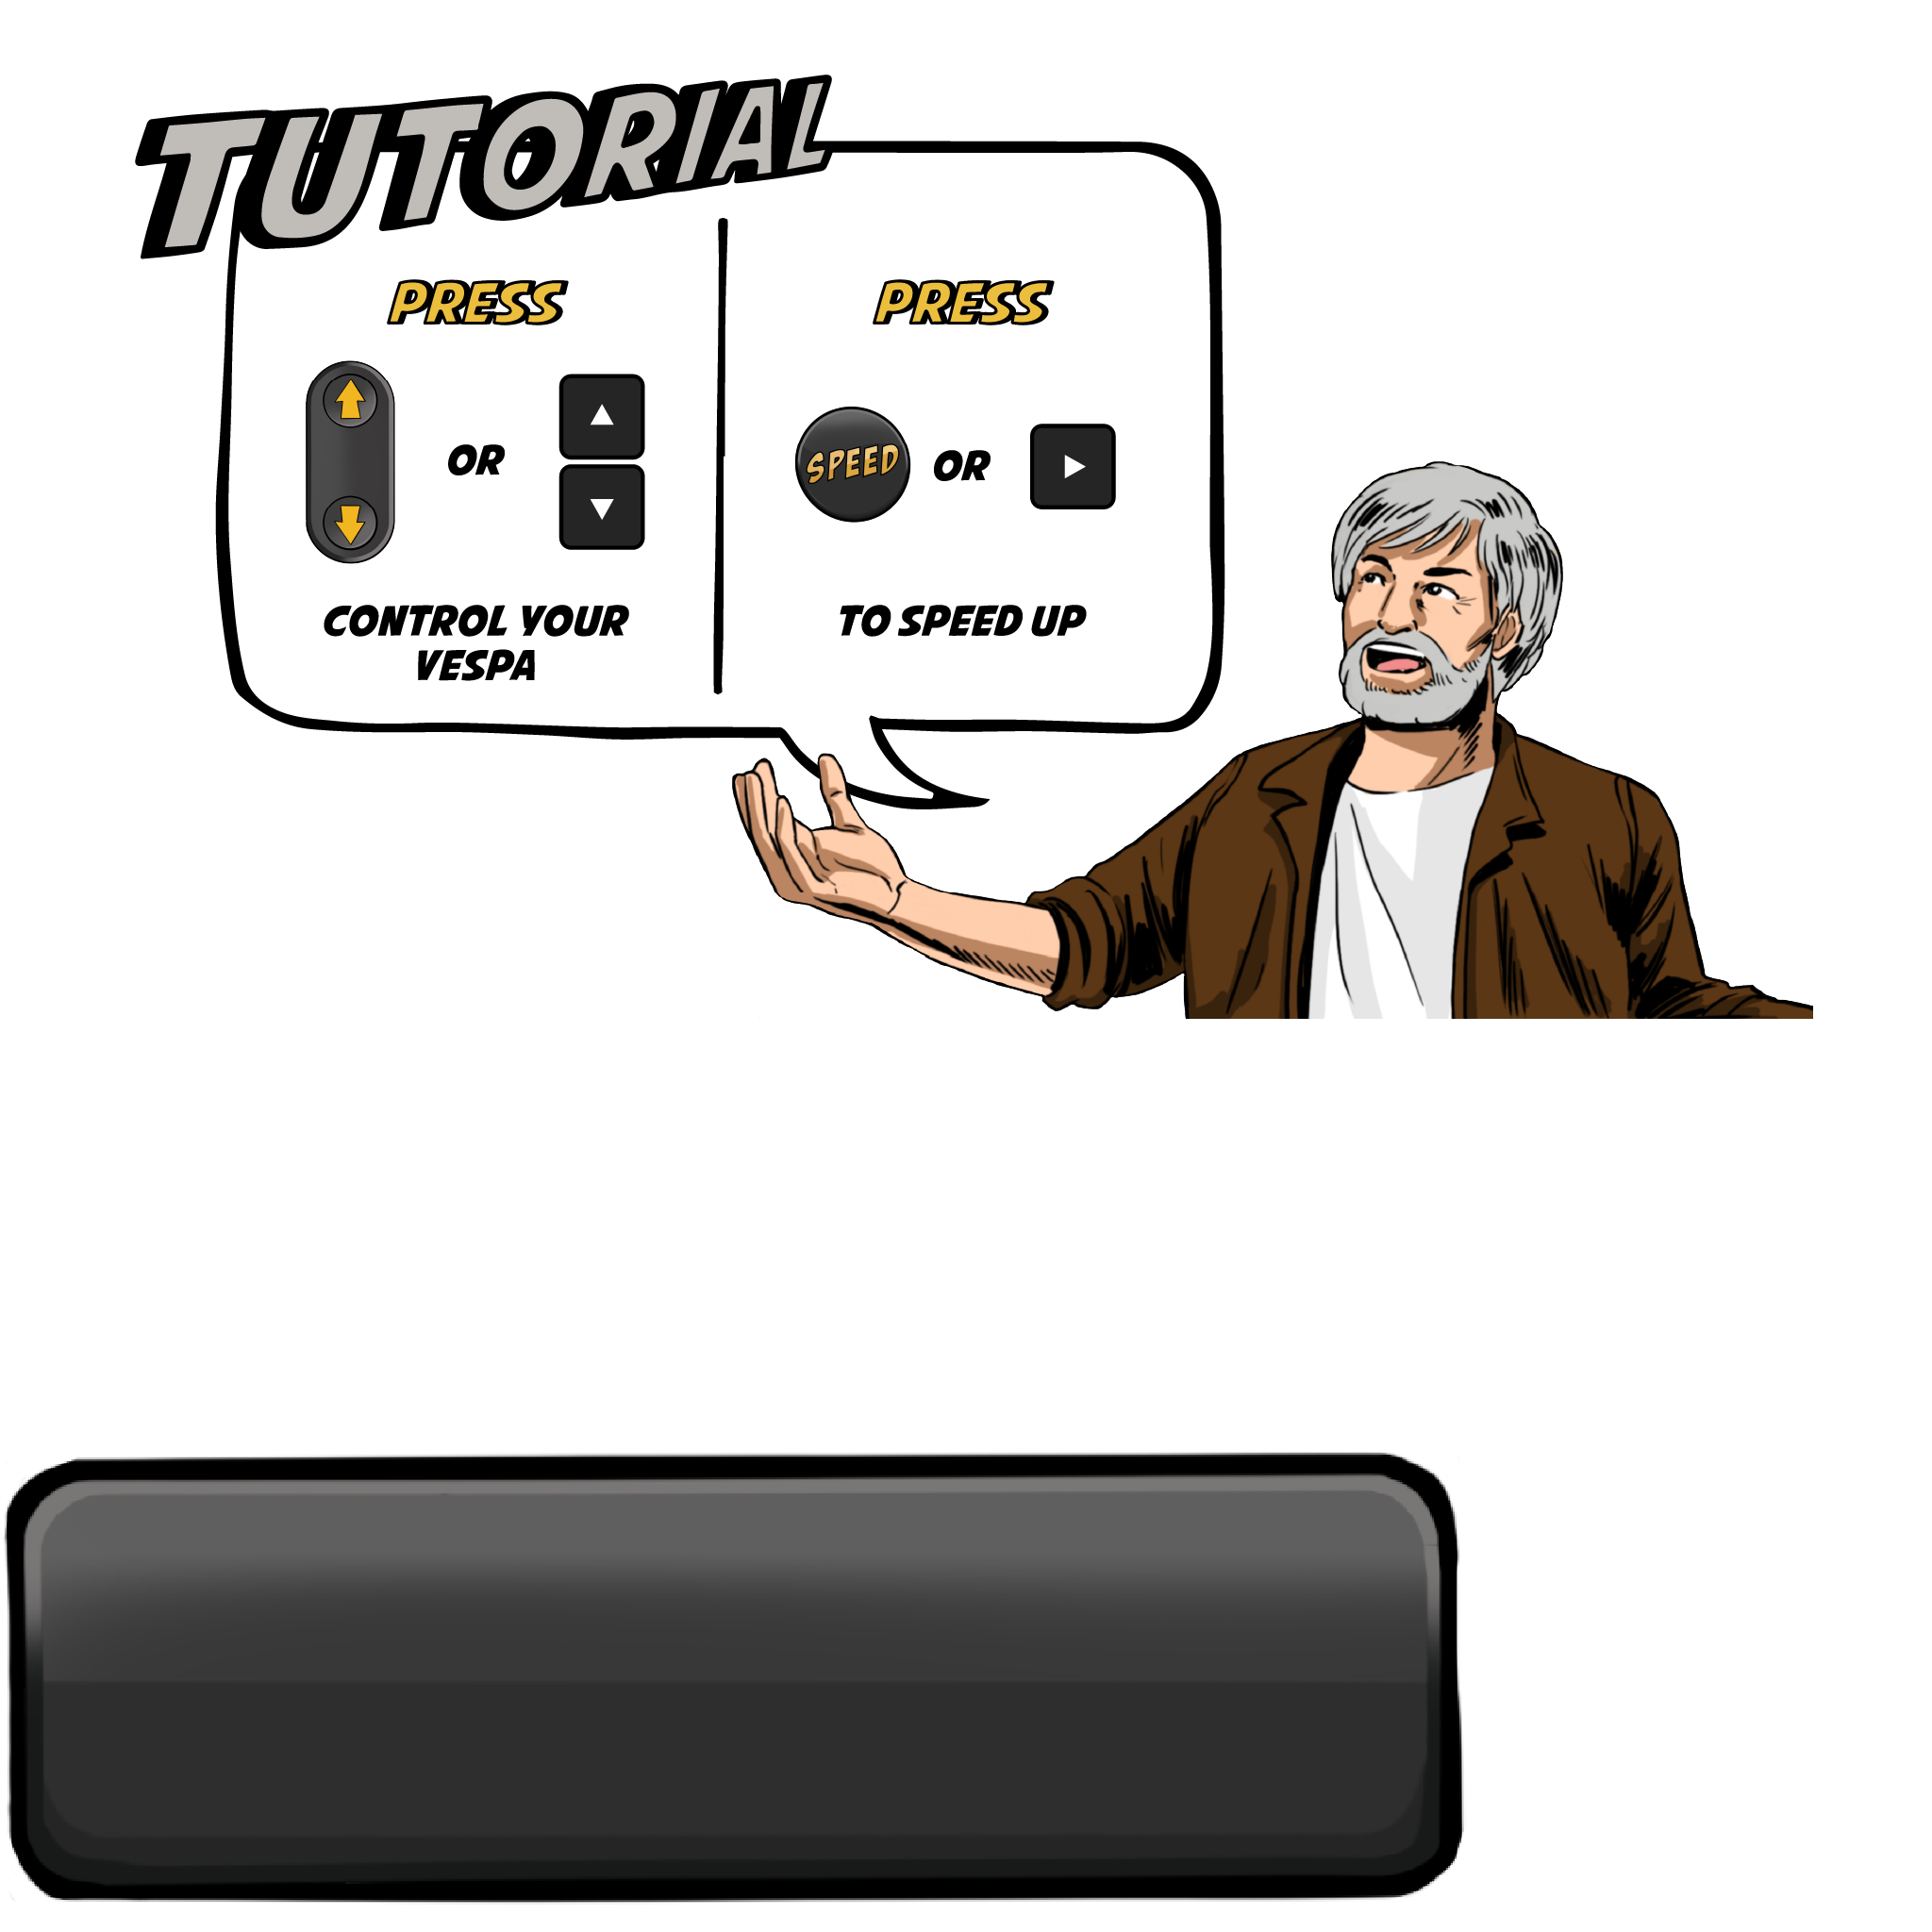 TUTORIAL
PRESS
OR
CONTROL YOUR
VESPA
PRESS
SPEED OR
TO SPEED UP